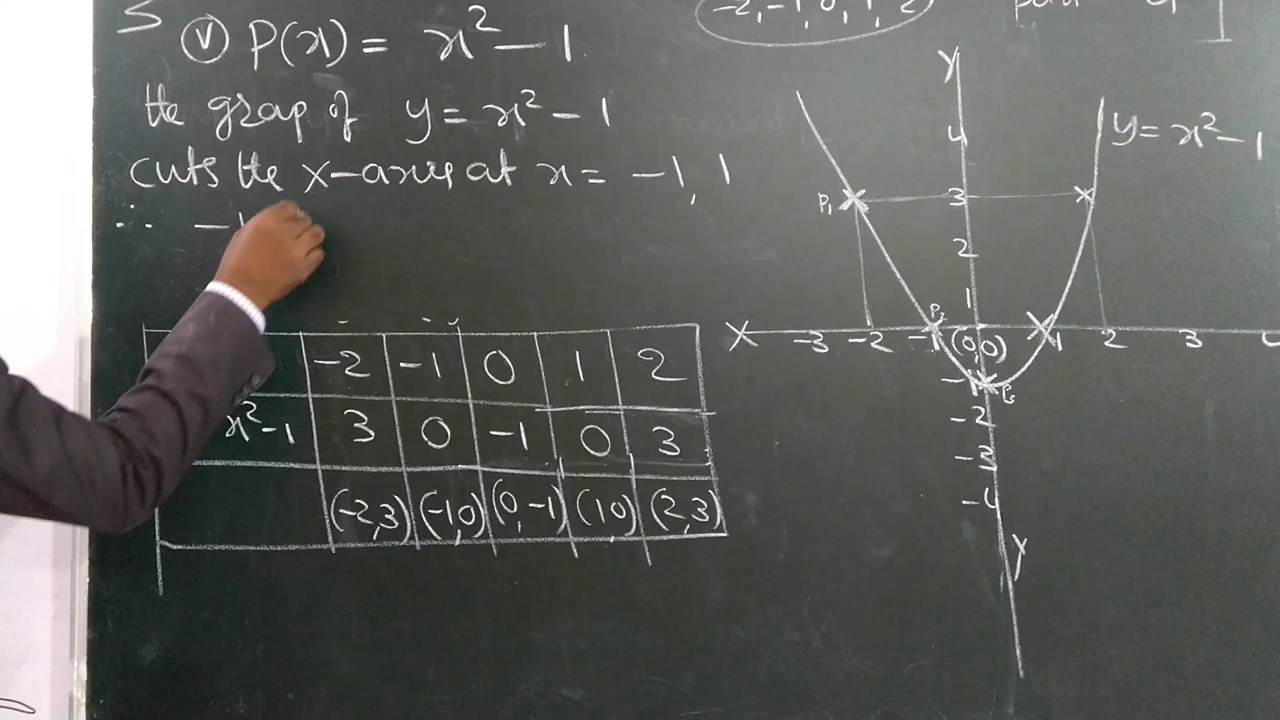 -2, -1, 0, 1, 2
(V) P(x) = x² - 1
the grap of y = x² - 1
cuts the x-axis at x = -1, 1
∴ -1
-2 -1 0 1 2
x²-1 3 0 -1 0 3
(-2,3) (-1,0) (0,-1) (1,0) (2,3)
Y
y = x² - 1
4
P₁ 3
2
1
P₂
X -3 -2 -1 (0,0) 1 2 3
-1
-2
-3
-4
Y